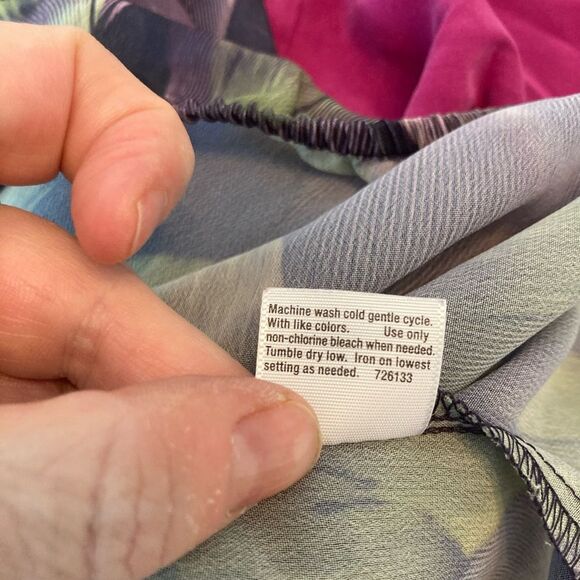 Machine wash cold gentle cycle.
With like colors. Use only
non-chlorine bleach when needed.
Tumble dry low. Iron on lowest
setting as needed. 726133